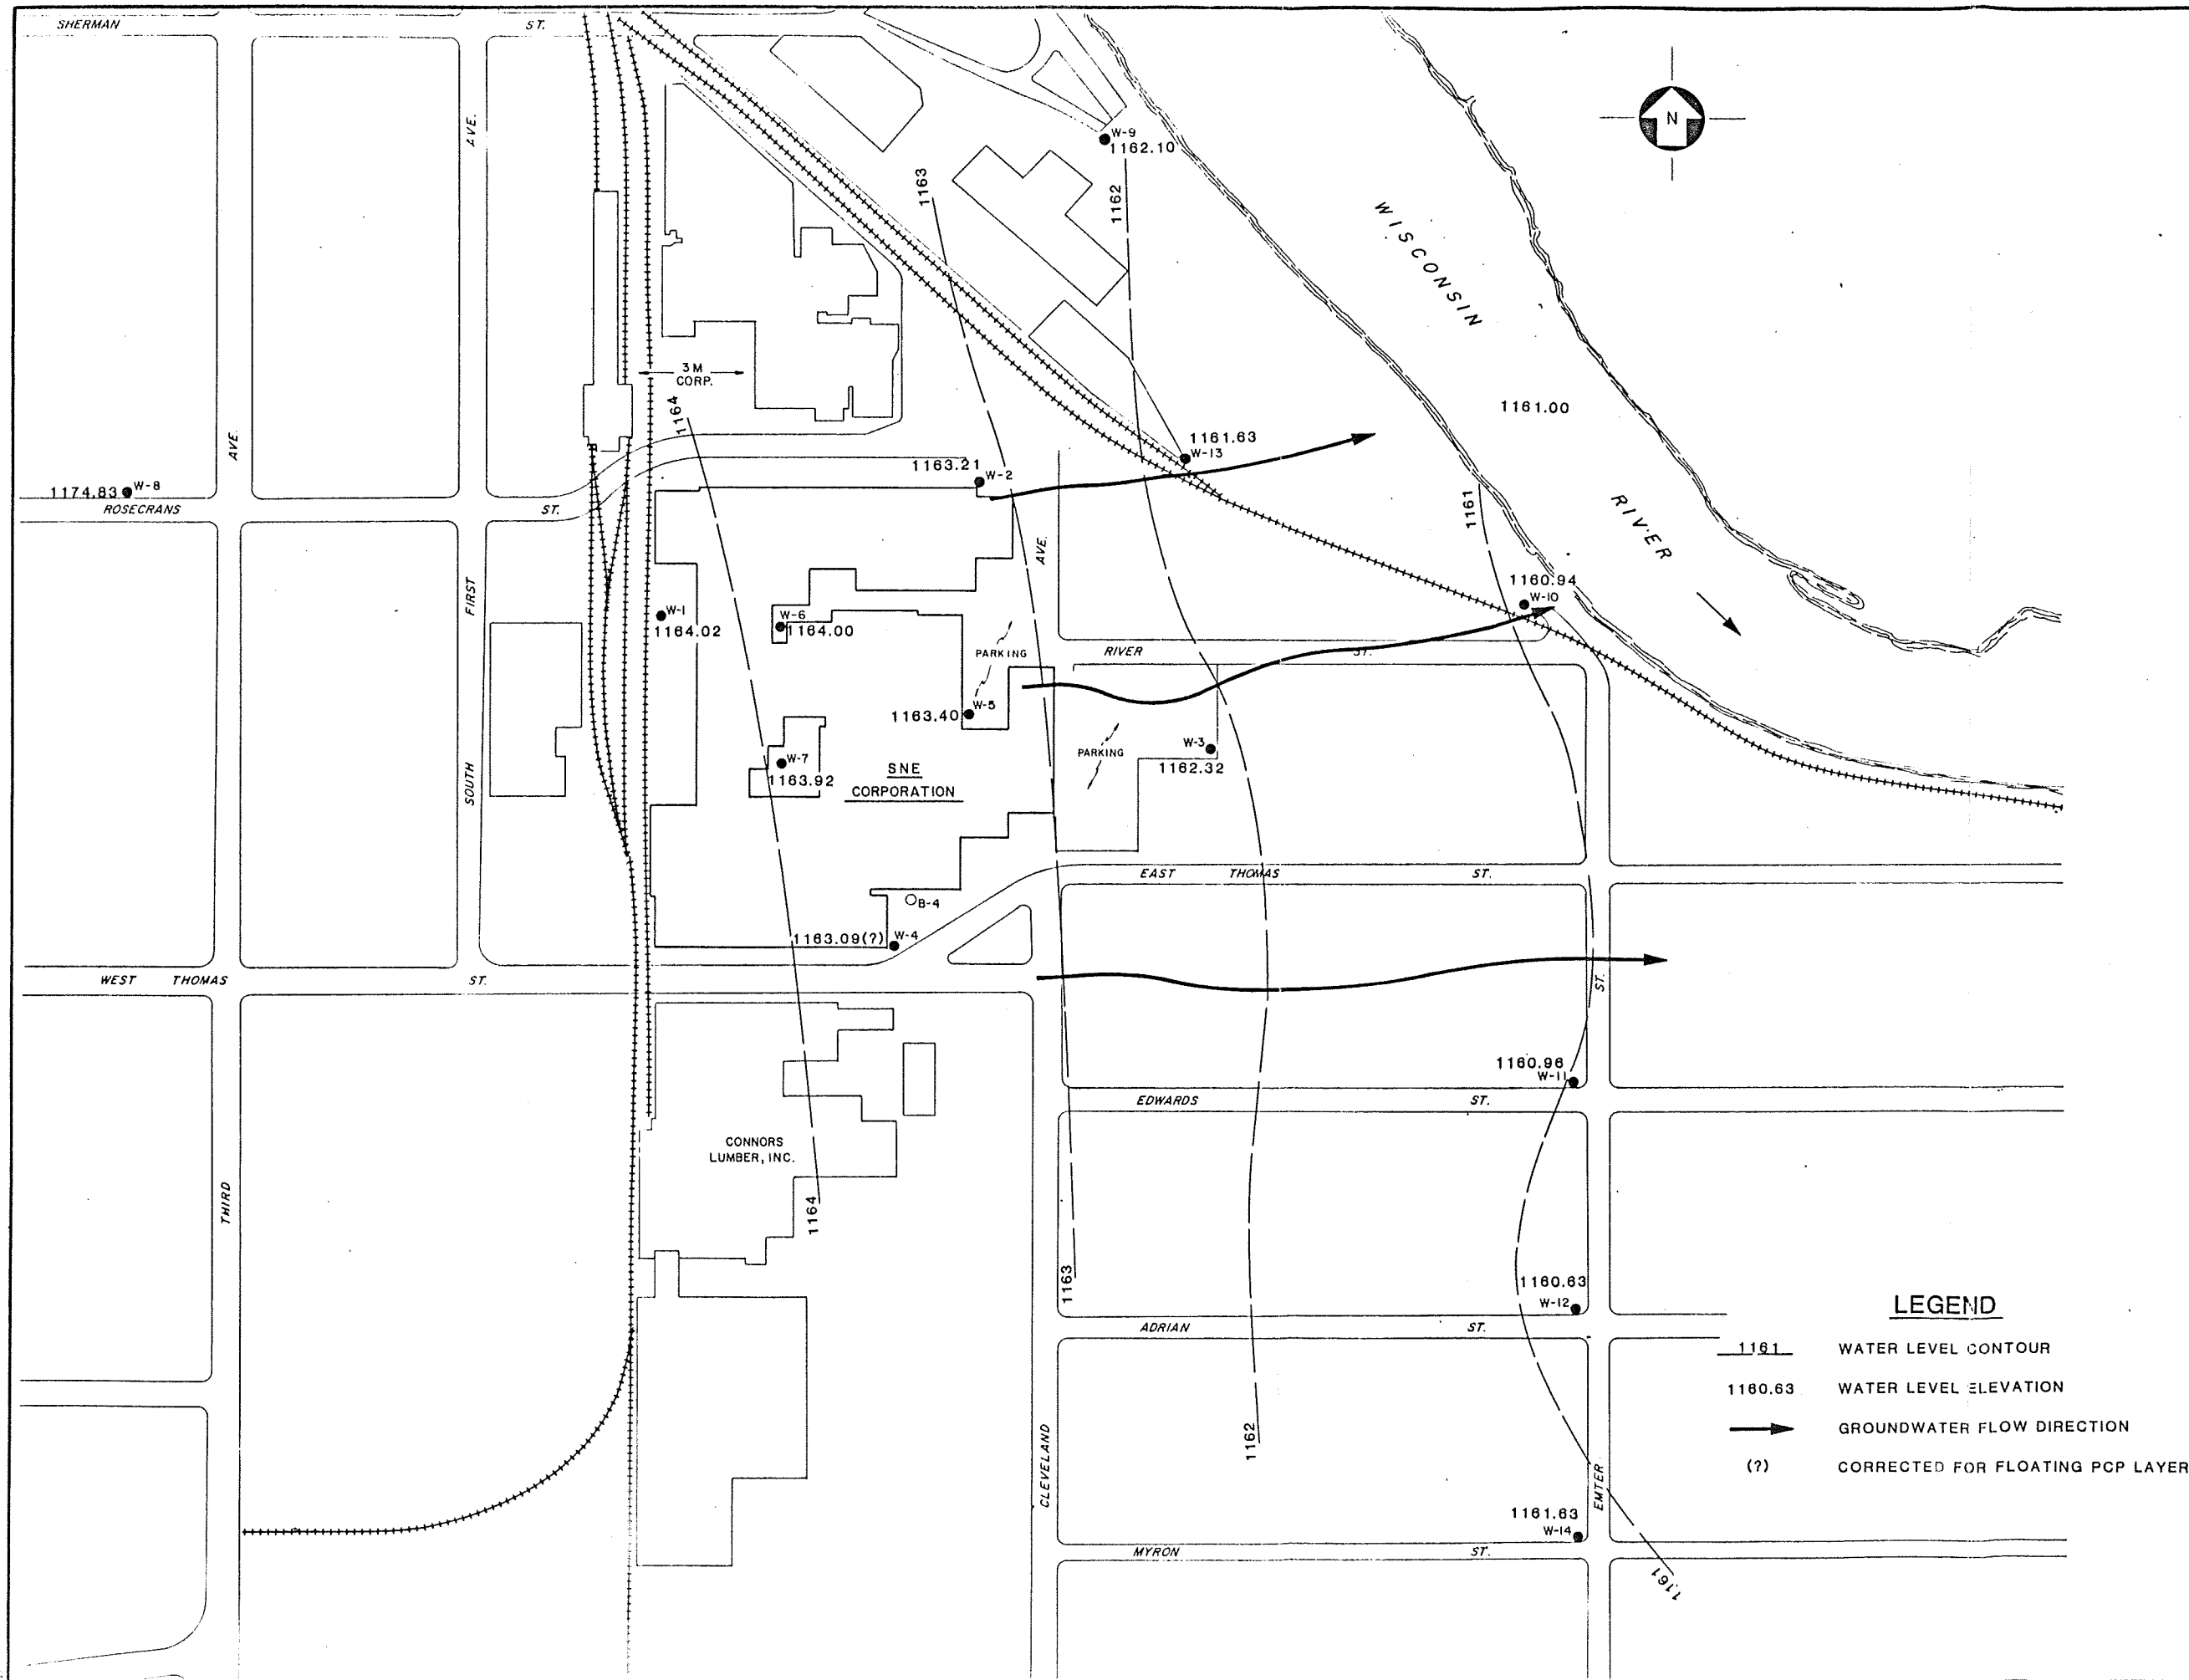 SHERMAN ST.
AVE.
AVE.
W-9
1162.10
1163
1162
N
WISCONSIN
RIVER
1161.00
3M
CORP.
1164
1161.63
W-13
1163.21
W-2
1174.83 W-8
ROSECRANS ST.
1161
AVE.
FIRST
SOUTH
W-1
1164.02
W-6
1164.00
PARKING
RIVER ST.
1160.94
W-10
W-5
1163.40
W-7
1163.92
SNE
CORPORATION
PARKING
W-3
1162.32
EAST THOMAS ST.
B-4
1163.09(?) W-4
WEST THOMAS ST.
ST.
1160.96
W-11
EDWARDS ST.
CONNORS
LUMBER, INC.
THIRD
1164
1163
1160.63
W-12
ADRIAN ST.
CLEVELAND
1162
EMTER
1161.63
W-14
MYRON ST.
1161
LEGEND
1161 WATER LEVEL CONTOUR
1160.63 WATER LEVEL ELEVATION
GROUNDWATER FLOW DIRECTION
(?) CORRECTED FOR FLOATING PCP LAYER